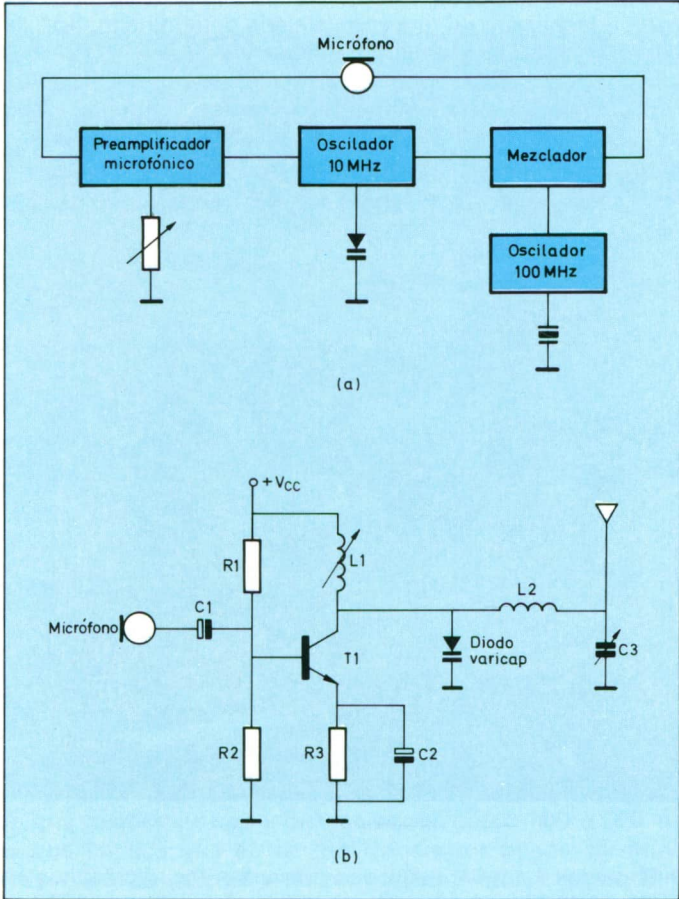 Micrófono
Preamplificador
microfónico
Oscilador
10 MHz
Mezclador
Oscilador
100 MHz
(a)
+ VCC
R1
L1
L2
Micrófono
C1
T1
Diodo
varicap
C3
R2
R3
C2
(b)